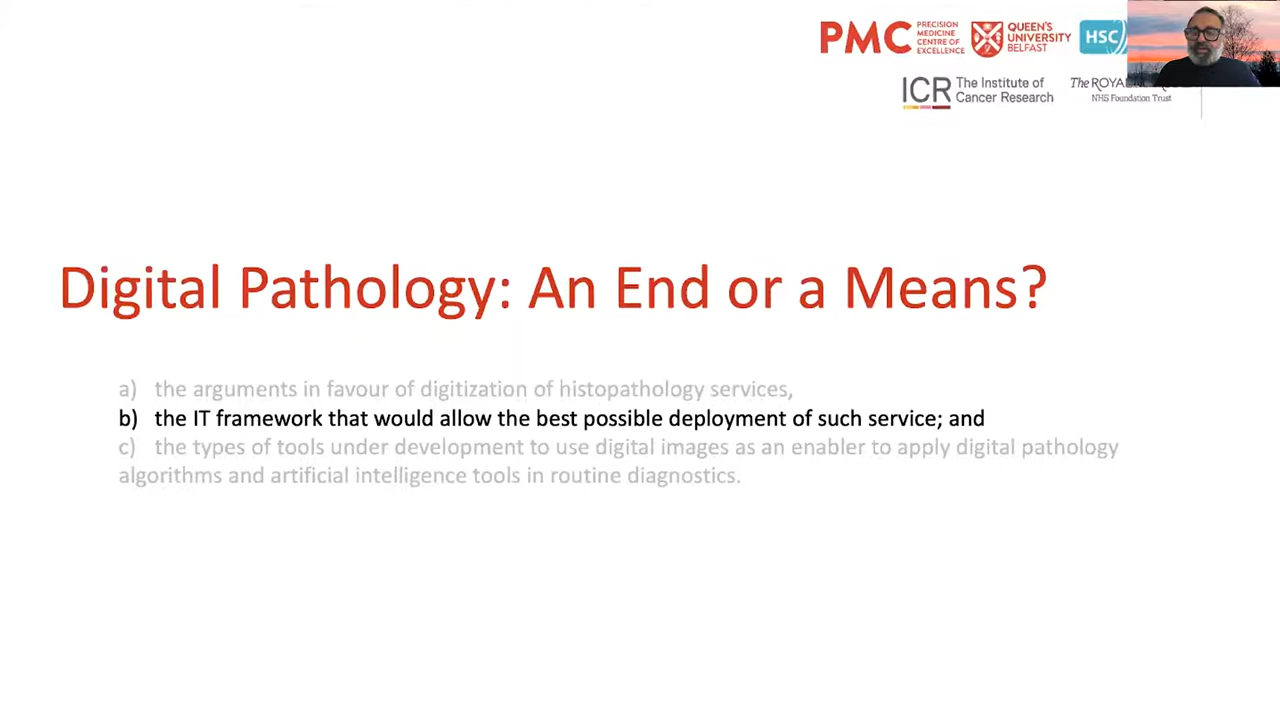 PMC PRECISION MEDICINE CENTRE OF EXCELLENCE
QUEEN'S UNIVERSITY BELFAST
HSC
ICR The Institute of Cancer Research
The ROYAL
NHS Foundation Trust
Digital Pathology: An End or a Means?
a) the arguments in favour of digitization of histopathology services,
b) the IT framework that would allow the best possible deployment of such service; and
c) the types of tools under development to use digital images as an enabler to apply digital pathology
algorithms and artificial intelligence tools in routine diagnostics.